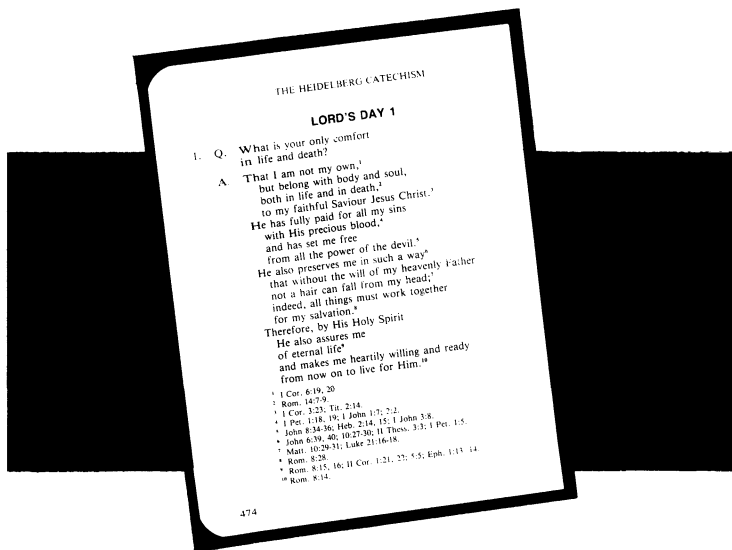 THE HEIDELBERG CATECHISM
LORD'S DAY 1
1. Q. What is your only comfort
in life and death?
A. That I am not my own,¹
but belong with body and soul,
both in life and in death,²
to my faithful Saviour Jesus Christ.³
He has fully paid for all my sins
with His precious blood,⁴
and has set me free
from all the power of the devil.⁵
He also preserves me in such a way⁶
that without the will of my heavenly Father
not a hair can fall from my head;⁷
indeed, all things must work together
for my salvation.⁸
Therefore, by His Holy Spirit
He also assures me
of eternal life⁹
and makes me heartily willing and ready
from now on to live for Him.¹⁰
¹ I Cor. 6:19, 20
² Rom. 14:7-9.
³ I Cor. 3:23; Tit. 2:14.
⁴ I Pet. 1:18, 19; I John 1:7; 2:2.
⁵ John 8:34-36; Heb. 2:14, 15; I John 3:8.
⁶ John 6:39, 40; 10:27-30; II Thess. 3:3; I Pet. 1:5.
⁷ Matt. 10:29-31; Luke 21:16-18.
⁸ Rom. 8:28.
⁹ Rom. 8:15, 16; II Cor. 1:21, 22; 5:5; Eph. 1:13, 14.
¹⁰ Rom. 8:14.
474